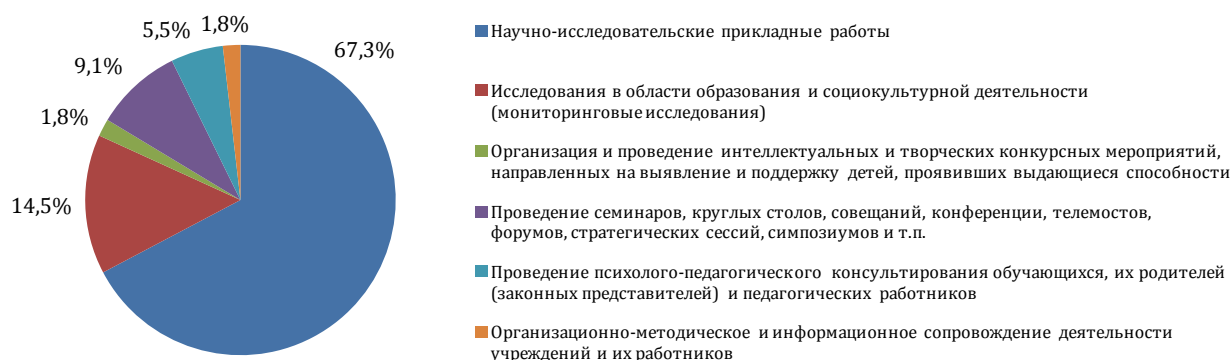 5,5%
1,8%
67,3%
9,1%
1,8%
14,5%
Научно-исследовательские прикладные работы
Исследования в области образования и социокультурной деятельности
(мониторинговые исследования)
Организация и проведение интеллектуальных и творческих конкурсных мероприятий,
направленных на выявление и поддержку детей, проявивших выдающиеся способности
Проведение семинаров, круглых столов, совещаний, конференции, телемостов,
форумов, стратегических сессий, симпозиумов и т.п.
Проведение психолого-педагогического консультирования обучающихся, их родителей
(законных представителей) и педагогических работников
Организационно-методическое и информационное сопровождение деятельности
учреждений и их работников